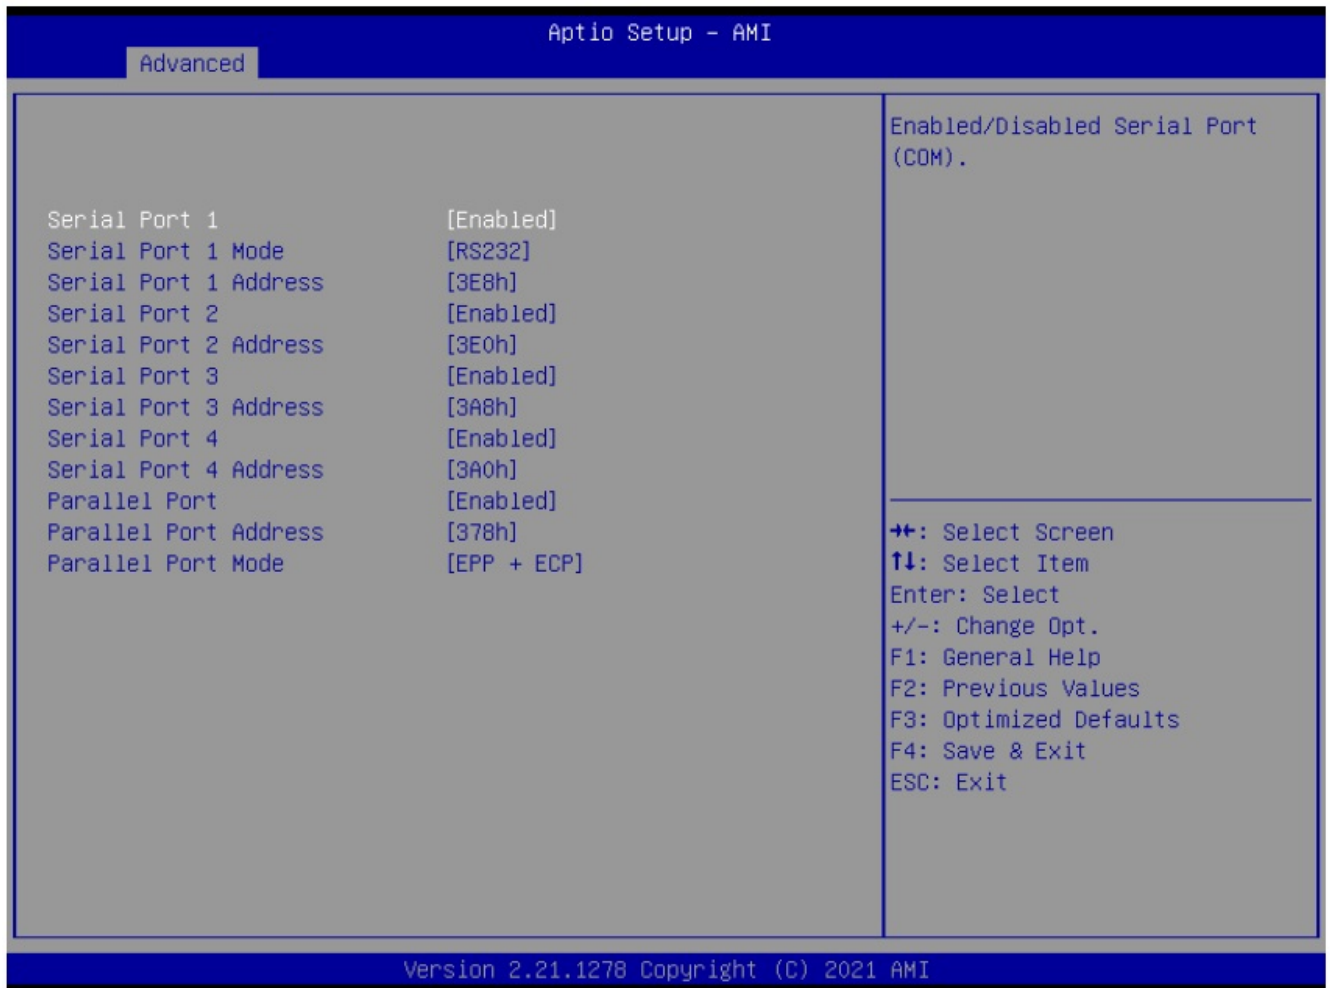 Aptio Setup – AMI
Advanced
Serial Port 1 [Enabled]
Serial Port 1 Mode [RS232]
Serial Port 1 Address [3E8h]
Serial Port 2 [Enabled]
Serial Port 2 Address [3E0h]
Serial Port 3 [Enabled]
Serial Port 3 Address [3A8h]
Serial Port 4 [Enabled]
Serial Port 4 Address [3A0h]
Parallel Port [Enabled]
Parallel Port Address [378h]
Parallel Port Mode [EPP + ECP]
Enabled/Disabled Serial Port
(COM).
→←: Select Screen
↑↓: Select Item
Enter: Select
+/-: Change Opt.
F1: General Help
F2: Previous Values
F3: Optimized Defaults
F4: Save & Exit
ESC: Exit
Version 2.21.1278 Copyright (C) 2021 AMI